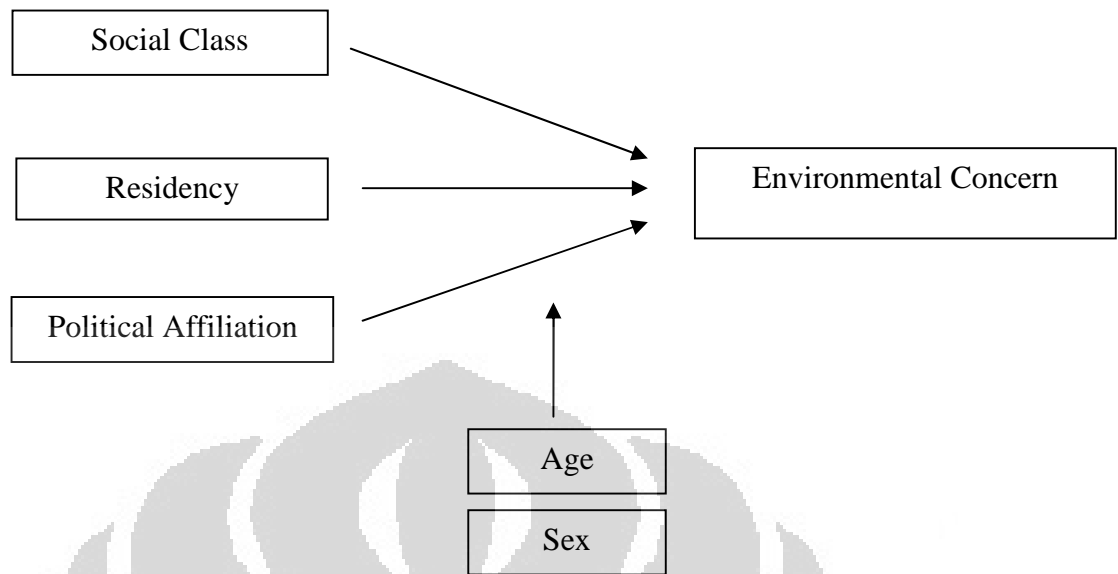 Social Class
Residency
Environmental Concern
Political Affiliation
Age
Sex